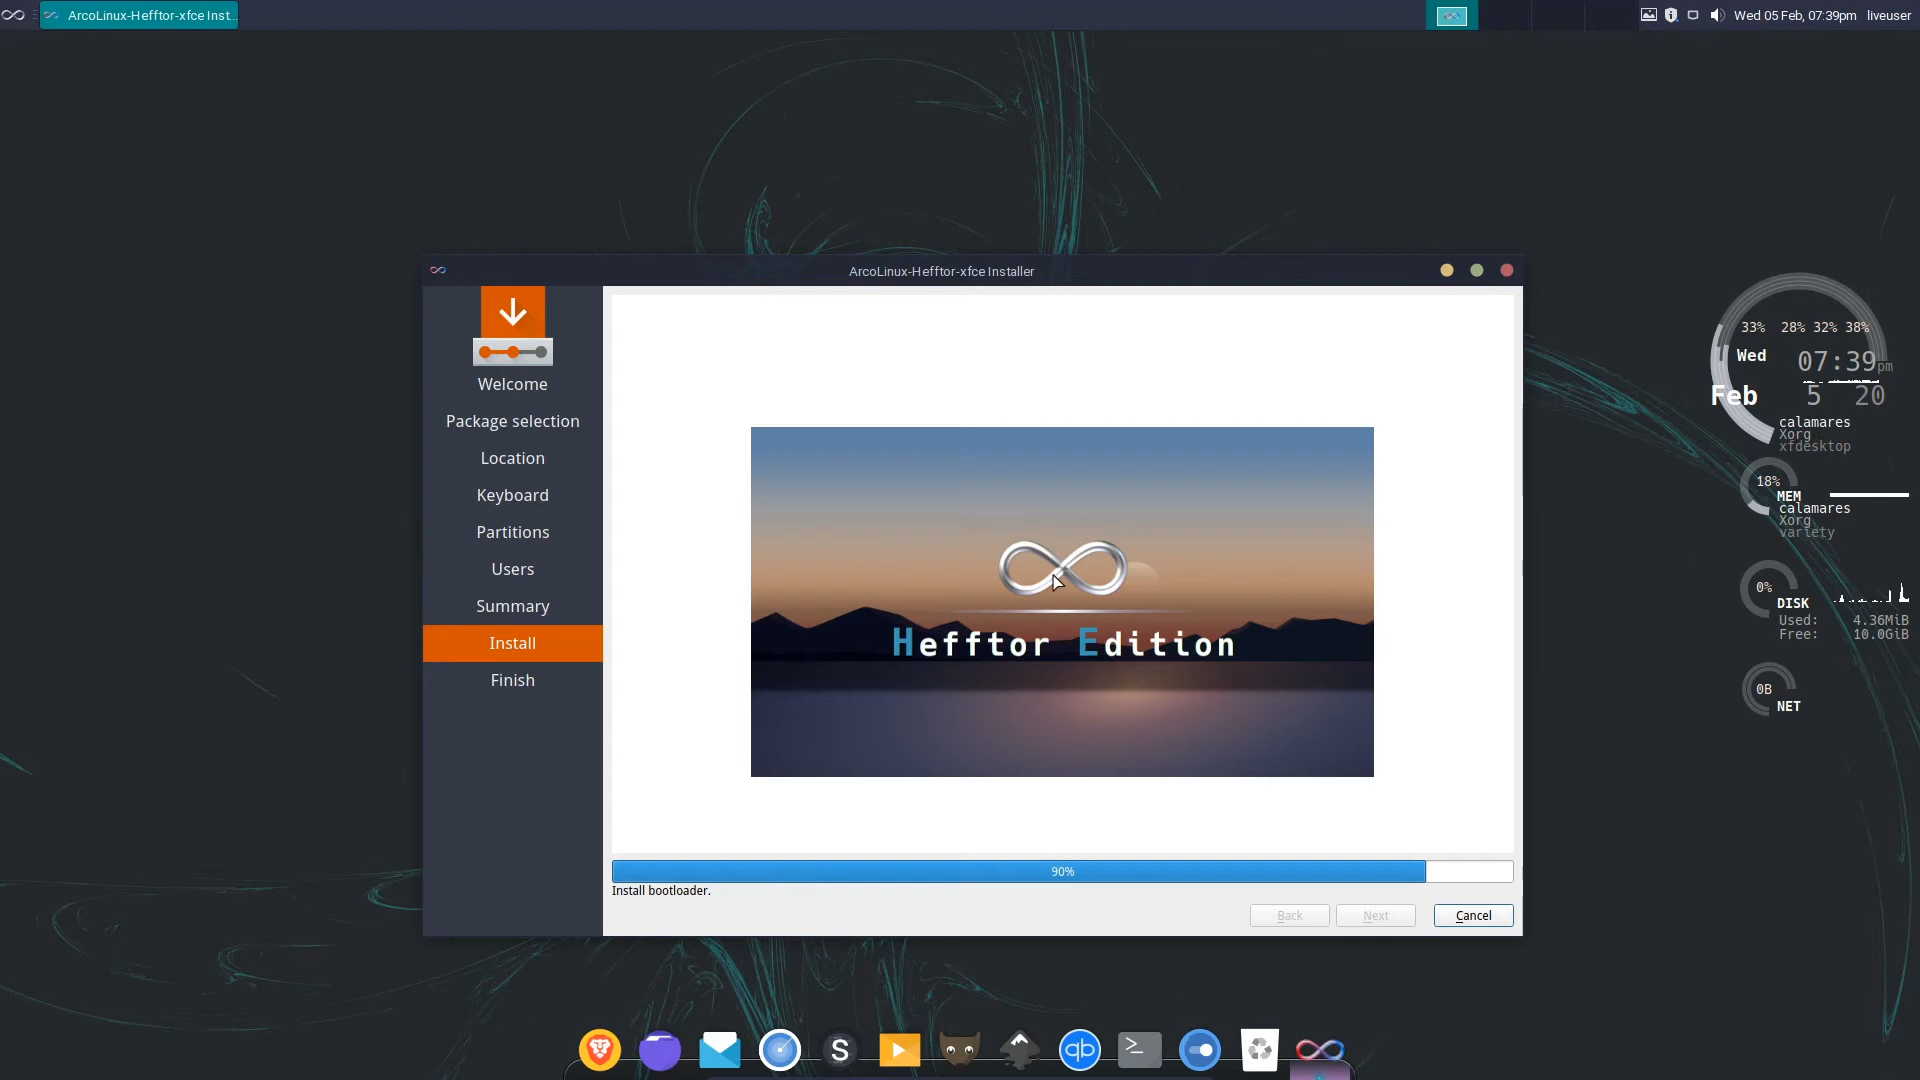 ArcoLinux-Hefftor-xfce Inst...
Wed 05 Feb, 07:39pm liveuser
ArcoLinux-Hefftor-xfce Installer
Welcome
Package selection
Location
Keyboard
Partitions
Users
Summary
Install
Finish
Hefftor Edition
90%
Install bootloader.
Back Next Cancel
33% 28% 32% 38%
Wed 07:39pm
Feb 5 20
calamares
Xorg
xfdesktop
18%
MEM
calamares
Xorg
variety
0%
DISK
Used: 4.36MiB
Free: 10.0GiB
0B
NET
S
qb